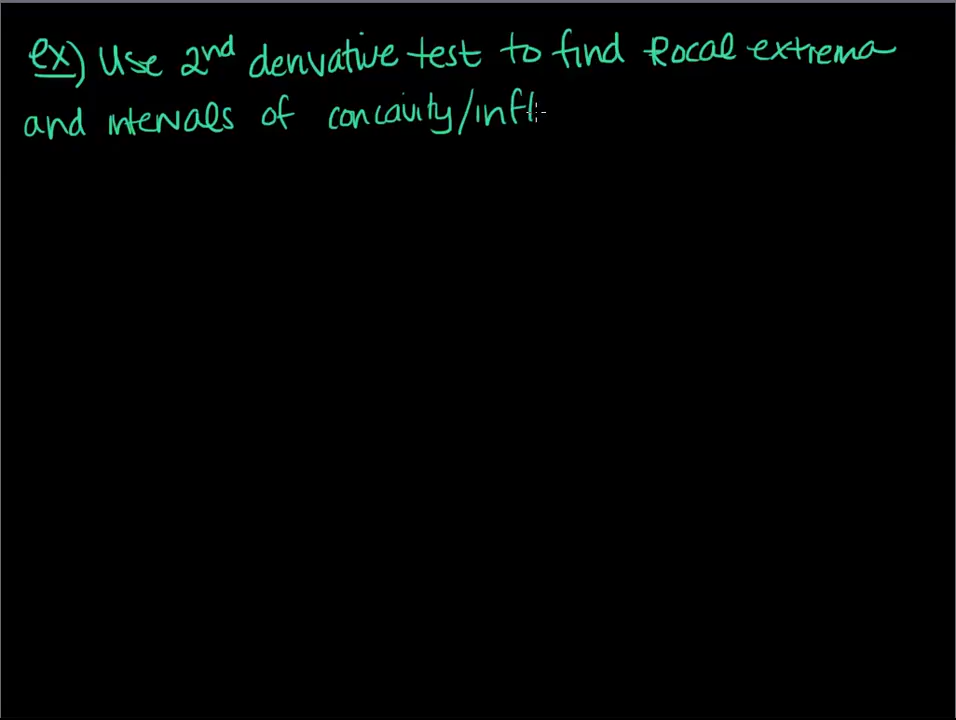 ex) Use 2nd derivative test to find local extrema
and intervals of concavity/infl